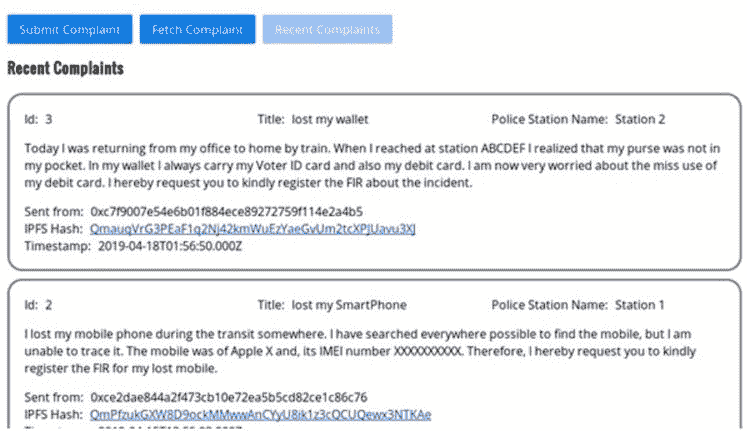 Submit Complaint Fetch Complaint Recent Complaints
Recent Complaints
Id: 3 Title: lost my wallet Police Station Name: Station 2
Today I was returning from my office to home by train. When I reached at station ABCDEF I realized that my purse was not in
my pocket. In my wallet I always carry my Voter ID card and also my debit card. I am now very worried about the miss use of
my debit card. I hereby request you to kindly register the FIR about the incident.
Sent from: 0xc7f9007e54e6b01f884ece89272759f114e2a4b5
IPFS Hash: QmauqVrG3PEaF1q2Nj42kmWuEzYaeGvUm2tcXPJUavu3XJ
Timestamp: 2019-04-18T01:56:50.000Z
Id: 2 Title: lost my SmartPhone Police Station Name: Station 1
I lost my mobile phone during the transit somewhere. I have searched everywhere possible to find the mobile, but I am
unable to trace it. The mobile was of Apple X and, its IMEI number XXXXXXXXXX. Therefore, I hereby request you to kindly
register the FIR for my lost mobile.
Sent from: 0xce2dae844a2f473cb10e72ea5b5cd82ce1c86c76
IPFS Hash: QmPfzukGXW8D9ockMMwwAnCYyU8ik1z3cQCUQewx3NTKAe